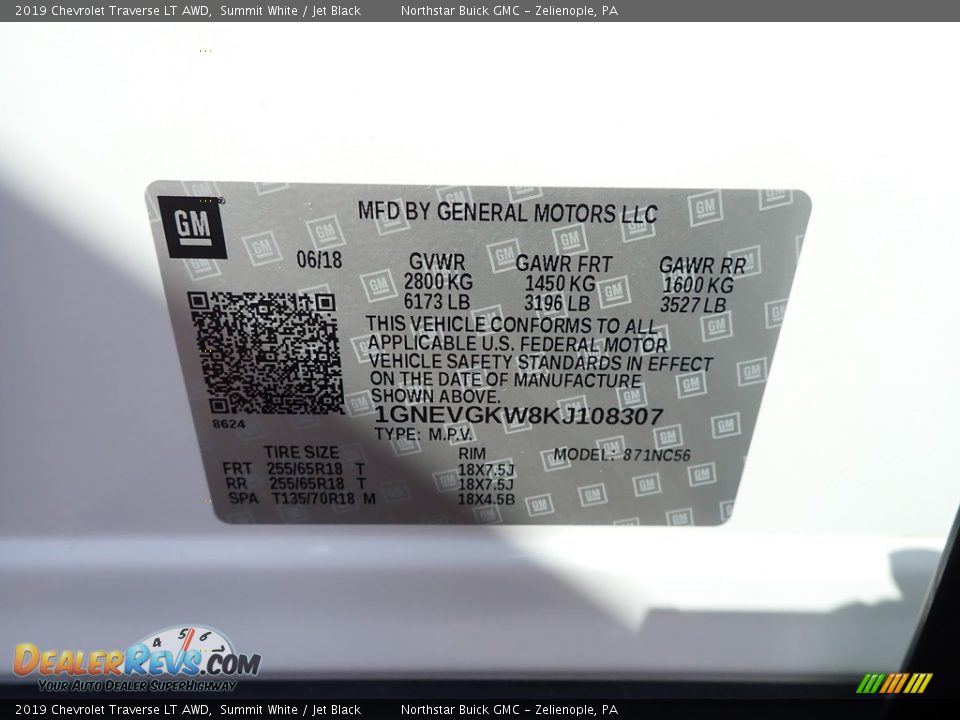 2019 Chevrolet Traverse LT AWD, Summit White / Jet Black Northstar Buick GMC - Zelienople, PA
GM
MFD BY GENERAL MOTORS LLC
06/18 GVWR GAWR FRT GAWR RR
2800 KG 1450 KG 1600 KG
6173 LB 3196 LB 3527 LB
THIS VEHICLE CONFORMS TO ALL
APPLICABLE U.S. FEDERAL MOTOR
VEHICLE SAFETY STANDARDS IN EFFECT
ON THE DATE OF MANUFACTURE
SHOWN ABOVE.
8624
1GNEVGKW8KJ108307
TYPE: M.P.V.
TIRE SIZE RIM MODEL: 871NC56
FRT 255/65R18 T 18X7.5J
RR 255/65R18 T 18X7.5J
SPA T135/70R18 M 18X4.5B
4 5 6
DEALERREVS.COM
YOUR AUTO DEALER SUPERHIGHWAY
2019 Chevrolet Traverse LT AWD, Summit White / Jet Black Northstar Buick GMC - Zelienople, PA